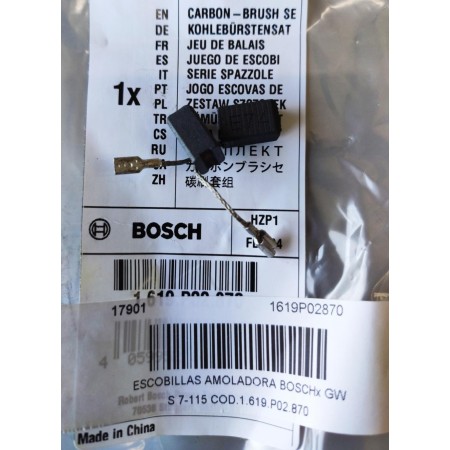 EN CARBON-BRUSH SE
DE KOHLEBÜRSTENSAT
FR JEU DE BALAIS
ES JUEGO DE ESCOBI
IT SERIE SPAZZOLE
1x
PT JOGO ESCOVAS DE
PL ZESTAW
TR
CS
RU
ZH 碳刷套组
BOSCH
HZP1
17901
1619P02870
ESCOBILLAS AMOLADORA BOSCHx GW
S 7-115 COD.1.619.P02.870
Robert
Made in China